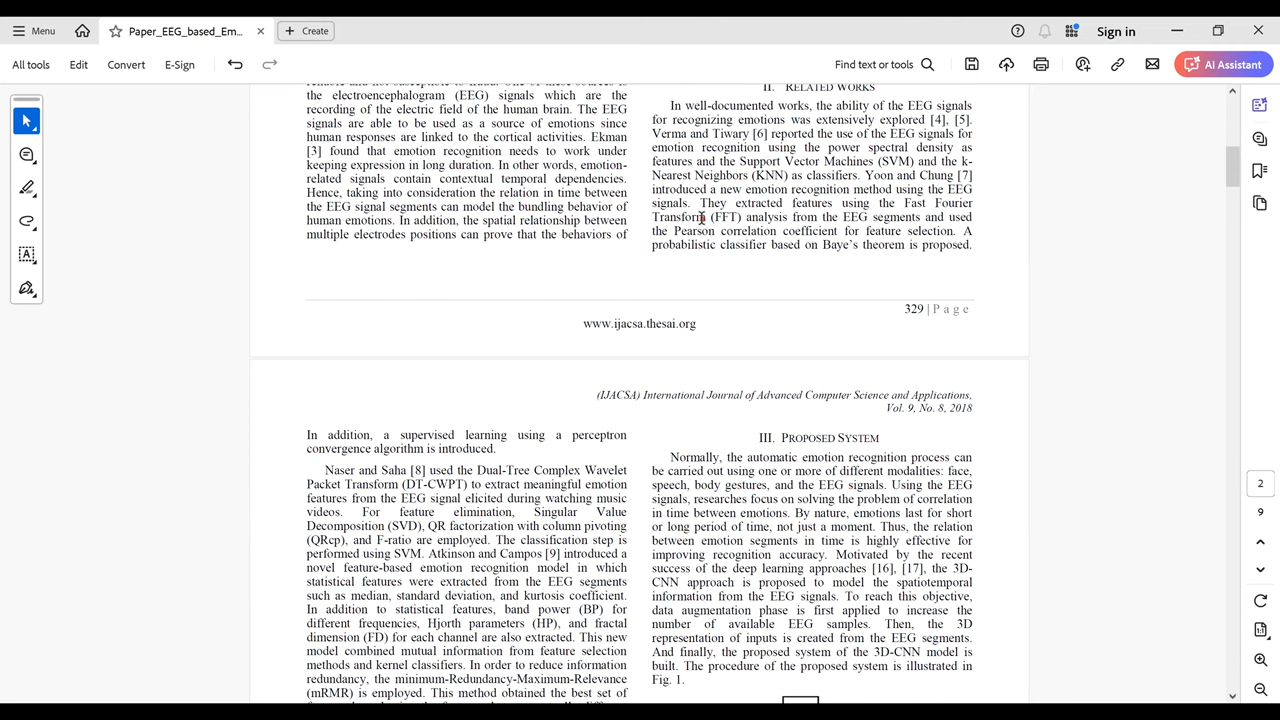 Menu
Paper_EEG_based_Em...
Create
Sign in
All tools
Edit
Convert
E-Sign
Find text or tools
AI Assistant
the electroencephalogram (EEG) signals which are the
recording of the electric field of the human brain. The EEG
signals are able to be used as a source of emotions since
human responses are linked to the cortical activities. Ekman
[3] found that emotion recognition needs to work under
keeping expression in long duration. In other words, emotion-
related signals contain contextual temporal dependencies.
Hence, taking into consideration the relation in time between
the EEG signal segments can model the bundling behavior of
human emotions. In addition, the spatial relationship between
multiple electrodes positions can prove that the behaviors of
II. RELATED WORKS
In well-documented works, the ability of the EEG signals
for recognizing emotions was extensively explored [4], [5].
Verma and Tiwary [6] reported the use of the EEG signals for
emotion recognition using the power spectral density as
features and the Support Vector Machines (SVM) and the k-
Nearest Neighbors (KNN) as classifiers. Yoon and Chung [7]
introduced a new emotion recognition method using the EEG
signals. They extracted features using the Fast Fourier
Transform (FFT) analysis from the EEG segments and used
the Pearson correlation coefficient for feature selection. A
probabilistic classifier based on Baye's theorem is proposed.
329 | P a g e
www.ijacsa.thesai.org
(IJACSA) International Journal of Advanced Computer Science and Applications,
Vol. 9, No. 8, 2018
In addition, a supervised learning using a perceptron
convergence algorithm is introduced.
Naser and Saha [8] used the Dual-Tree Complex Wavelet
Packet Transform (DT-CWPT) to extract meaningful emotion
features from the EEG signal elicited during watching music
videos. For feature elimination, Singular Value
Decomposition (SVD), QR factorization with column pivoting
(QRcp), and F-ratio are employed. The classification step is
performed using SVM. Atkinson and Campos [9] introduced a
novel feature-based emotion recognition model in which
statistical features were extracted from the EEG segments
such as median, standard deviation, and kurtosis coefficient.
In addition to statistical features, band power (BP) for
different frequencies, Hjorth parameters (HP), and fractal
dimension (FD) for each channel are also extracted. This new
model combined mutual information from feature selection
methods and kernel classifiers. In order to reduce information
redundancy, the minimum-Redundancy-Maximum-Relevance
(mRMR) is employed. This method obtained the best set of
III. PROPOSED SYSTEM
Normally, the automatic emotion recognition process can
be carried out using one or more of different modalities: face,
speech, body gestures, and the EEG signals. Using the EEG
signals, researches focus on solving the problem of correlation
in time between emotions. By nature, emotions last for short
or long period of time, not just a moment. Thus, the relation
between emotion segments in time is highly effective for
improving recognition accuracy. Motivated by the recent
success of the deep learning approaches [16], [17], the 3D-
CNN approach is proposed to model the spatiotemporal
information from the EEG signals. To reach this objective,
data augmentation phase is first applied to increase the
number of available EEG samples. Then, the 3D
representation of inputs is created from the EEG segments.
And finally, the proposed system of the 3D-CNN model is
built. The procedure of the proposed system is illustrated in
Fig. 1.
2
9